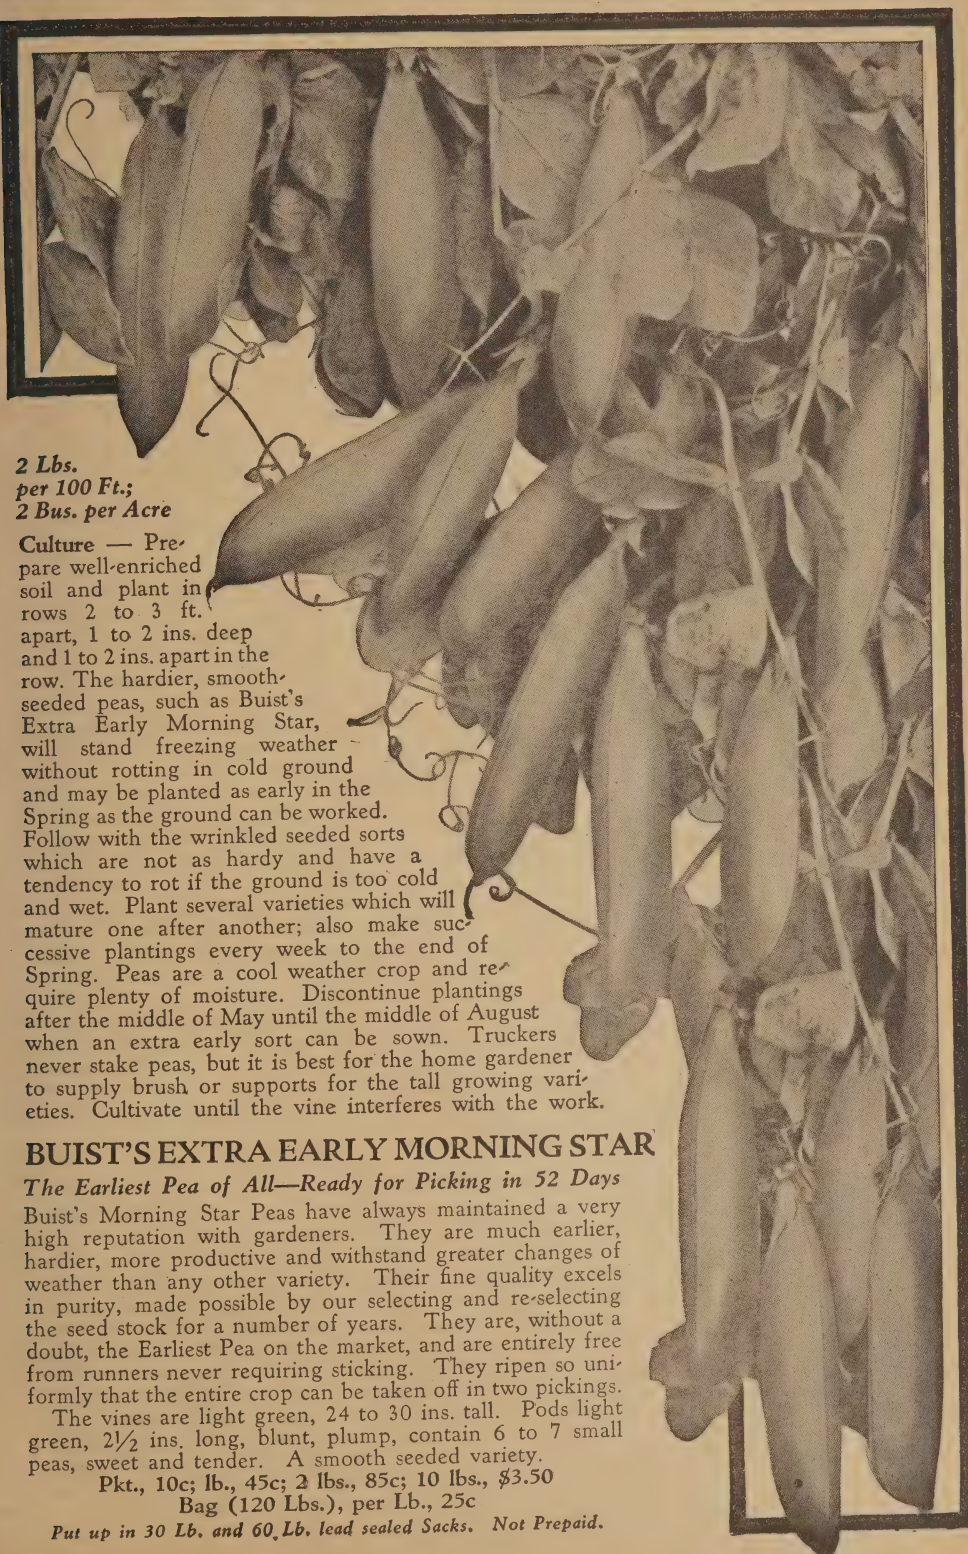 2 Lbs.
per 100 Ft.;
2 Bus. per Acre
Culture — Pre-
pare well-enriched
soil and plant in
rows 2 to 3 ft.
apart, 1 to 2 ins. deep
and 1 to 2 ins. apart in the
row. The hardier, smooth-
seeded peas, such as Buist's
Extra Early Morning Star,
will stand freezing weather
without rotting in cold ground
and may be planted as early in the
Spring as the ground can be worked.
Follow with the wrinkled seeded sorts
which are not as hardy and have a
tendency to rot if the ground is too cold
and wet. Plant several varieties which will
mature one after another; also make suc-
cessive plantings every week to the end of
Spring. Peas are a cool weather crop and re-
quire plenty of moisture. Discontinue plantings
after the middle of May until the middle of August
when an extra early sort can be sown. Truckers
never stake peas, but it is best for the home gardener
to supply brush or supports for the tall growing vari-
eties. Cultivate until the vine interferes with the work.
BUIST'S EXTRA EARLY MORNING STAR
The Earliest Pea of All—Ready for Picking in 52 Days
Buist's Morning Star Peas have always maintained a very
high reputation with gardeners. They are much earlier,
hardier, more productive and withstand greater changes of
weather than any other variety. Their fine quality excels
in purity, made possible by our selecting and re-selecting
the seed stock for a number of years. They are, without a
doubt, the Earliest Pea on the market, and are entirely free
from runners never requiring sticking. They ripen so uni-
formly that the entire crop can be taken off in two pickings.
The vines are light green, 24 to 30 ins. tall. Pods light
green, 2½ ins. long, blunt, plump, contain 6 to 7 small
peas, sweet and tender. A smooth seeded variety.
Pkt., 10c; lb., 45c; 2 lbs., 85c; 10 lbs., $3.50
Bag (120 Lbs.), per Lb., 25c
Put up in 30 Lb. and 60 Lb. lead sealed Sacks. Not Prepaid.